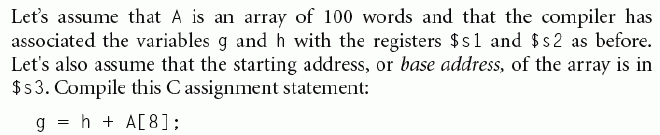 Let's assume that A is an array of 100 words and that the compiler has
associated the variables g and h with the registers $s1 and $s2 as before.
Let's also assume that the starting address, or base address, of the array is in
$s3. Compile this C assignment statement:
g = h + A[8];